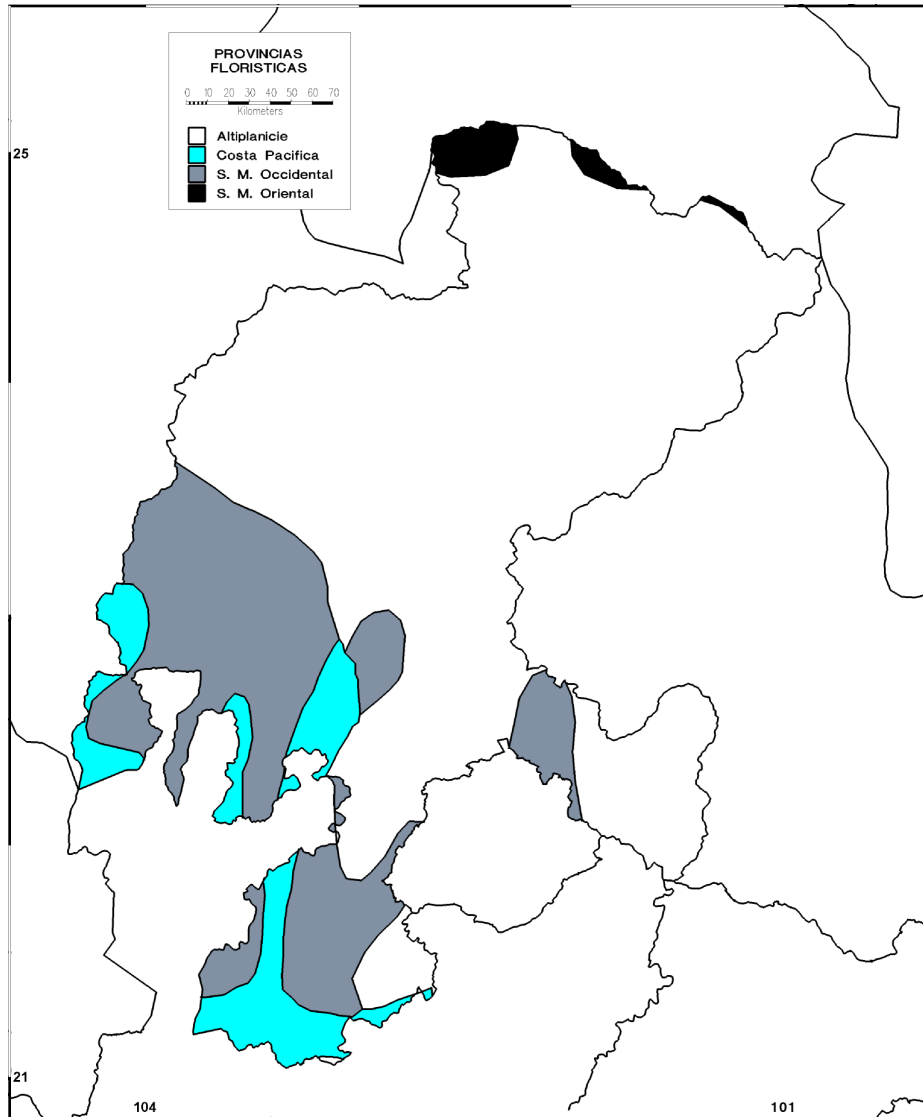 PROVINCIAS
FLORISTICAS
0 10 20 30 40 50 60 70
Kilometers
Altiplanicie
Costa Pacifica
S. M. Occidental
S. M. Oriental
25
21
104
101